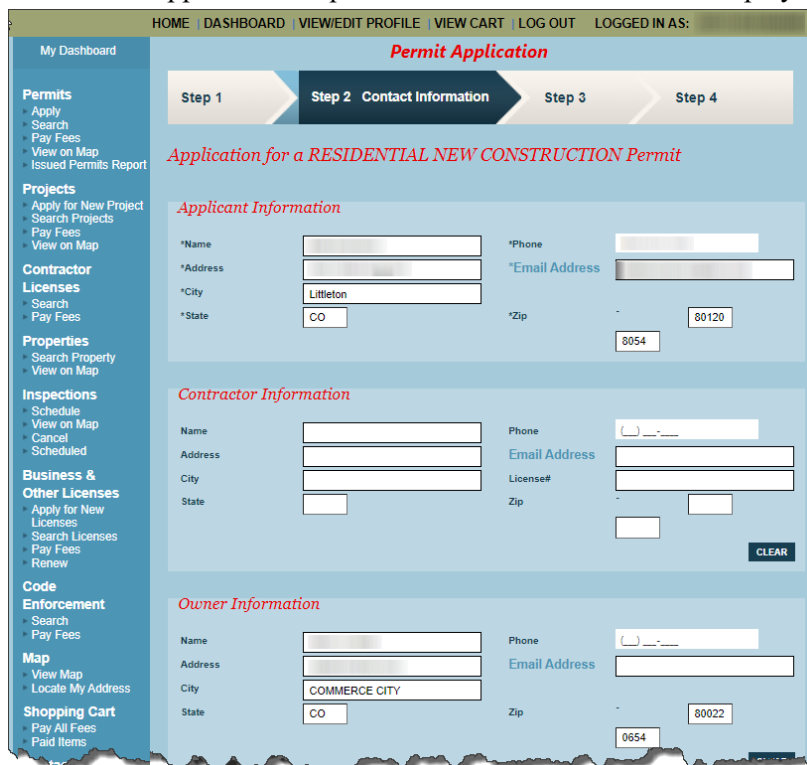 HOME | DASHBOARD | VIEW/EDIT PROFILE | VIEW CART | LOG OUT LOGGED IN AS:
My Dashboard
Permits
Apply
Search
Pay Fees
View on Map
Issued Permits Report
Projects
Apply for New Project
Search Projects
Pay Fees
View on Map
Contractor
Licenses
Search
Pay Fees
Properties
Search Property
View on Map
Inspections
Schedule
View on Map
Cancel
Scheduled
Business &
Other Licenses
Apply for New
Licenses
Search Licenses
Pay Fees
Renew
Code
Enforcement
Search
Pay Fees
Map
View Map
Locate My Address
Shopping Cart
Pay All Fees
Paid Items
Permit Application
Step 1 Step 2 Contact Information Step 3 Step 4
Application for a RESIDENTIAL NEW CONSTRUCTION Permit
Applicant Information
*Name *Phone
*Address *Email Address
*City Littleton
*State CO *Zip - 80120
8054
Contractor Information
Name Phone (__) ___-____
Address Email Address
City License#
State Zip -
CLEAR
Owner Information
Name Phone (__) ___-____
Address Email Address
City COMMERCE CITY
State CO Zip - 80022
0654